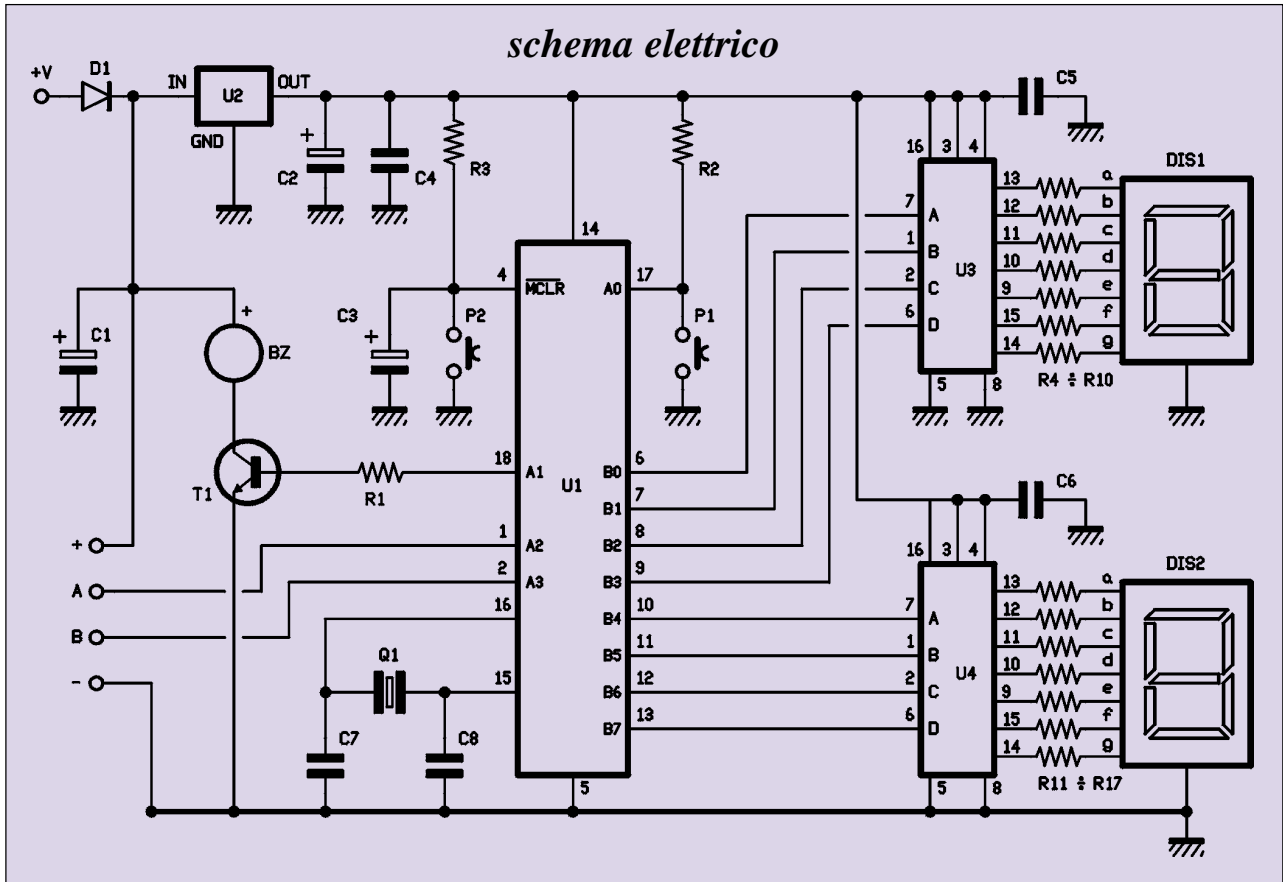 schema elettrico
+V
D1
IN
U2
OUT
GND
+
C2
C4
R3
R2
C5
14
16 3 4
DIS1
13 a
12 b
11 c
10 d
9 e
15 f
14 g
7 A
1 B
2 C
6 D
U3
5 8
R4 ÷ R10
+
C1
+
BZ
+
C3
4 MCLR
P2
A0 17
P1
T1
R1
18 A1
U1
B0 6
B1 7
B2 8
B3 9
B4 10
B5 11
B6 12
B7 13
1 A2
2 A3
16
15
5
+
A
B
-
Q1
C7
C8
C6
16 3 4
DIS2
13 a
12 b
11 c
10 d
9 e
15 f
14 g
7 A
1 B
2 C
6 D
U4
5 8
R11 ÷ R17